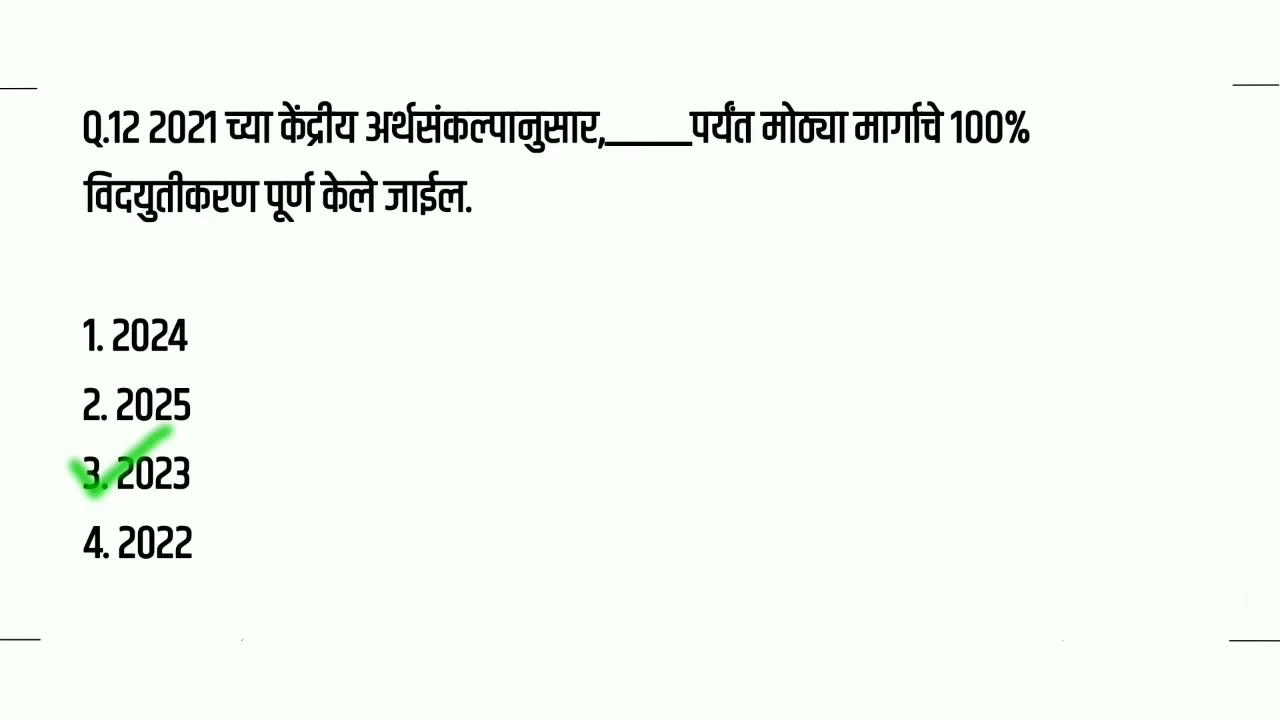 Q.12 2021 च्या केंद्रीय अर्थसंकल्पानुसार,_____पर्यंत मोठ्या मार्गाचे 100%
विदयुतीकरण पूर्ण केले जाईल.
1. 2024
2. 2025
3. 2023
4. 2022